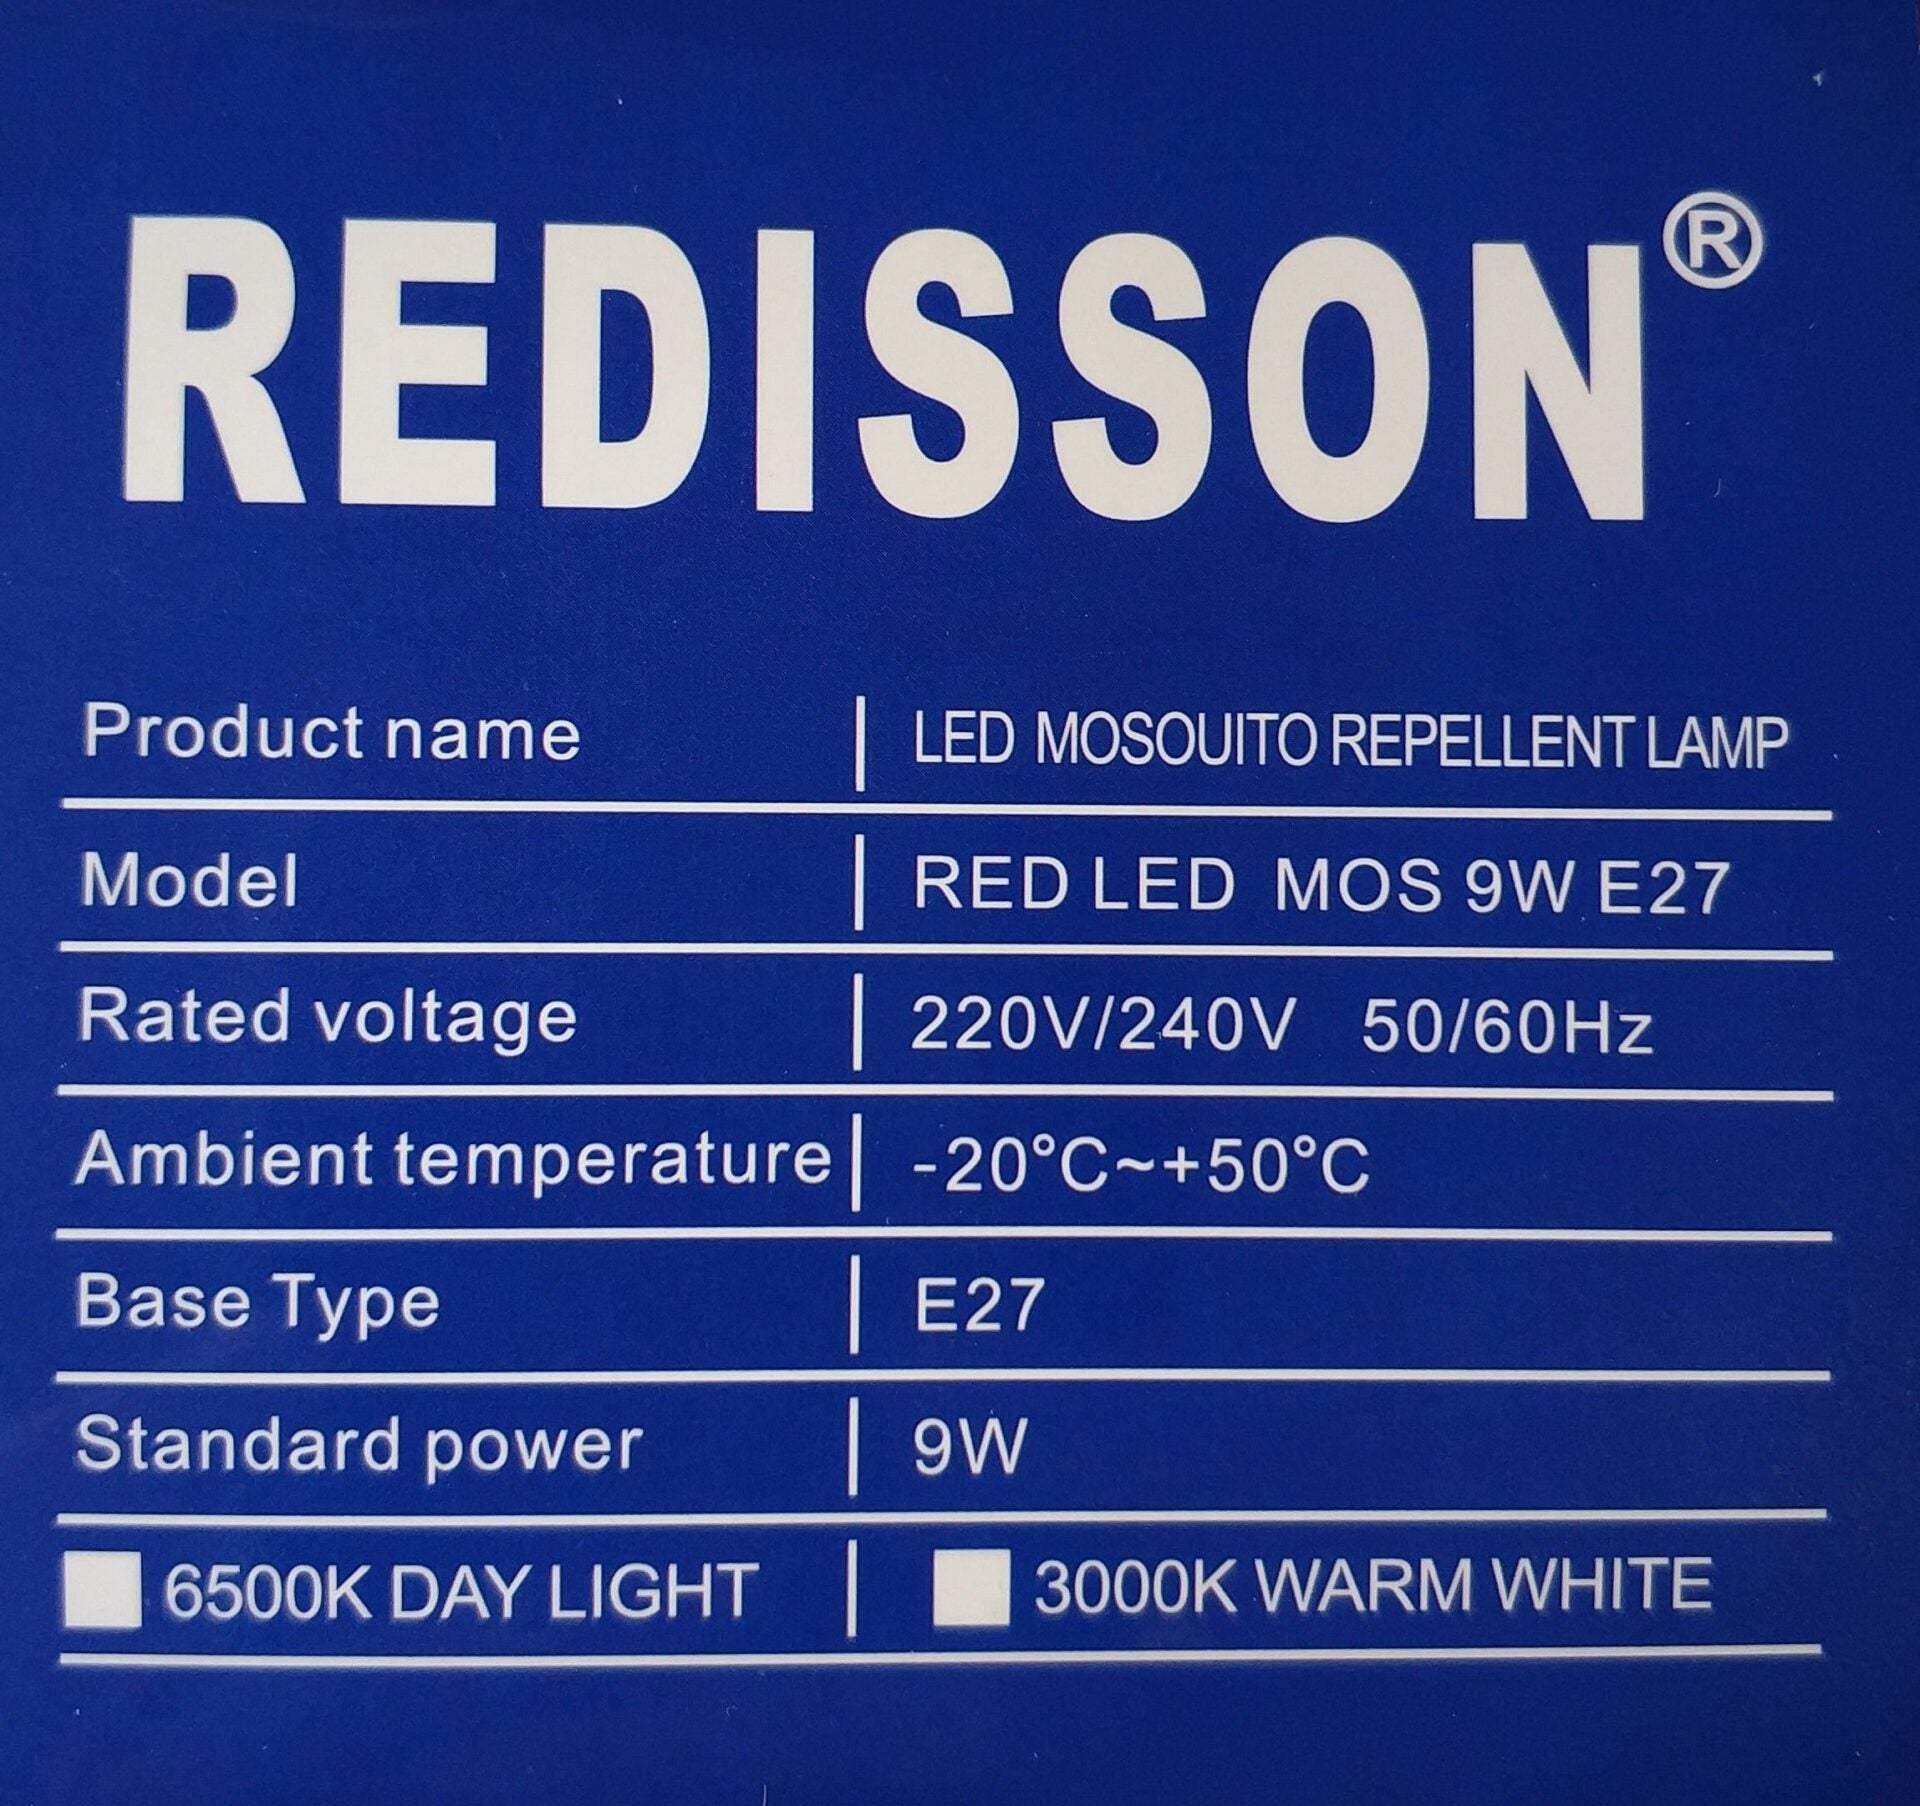 REDISSON®
Product name | LED MOSOUITO REPELLENT LAMP
Model | RED LED MOS 9W E27
Rated voltage | 220V/240V 50/60Hz
Ambient temperature | -20°C~+50°C
Base Type | E27
Standard power | 9W
6500K DAY LIGHT | 3000K WARM WHITE